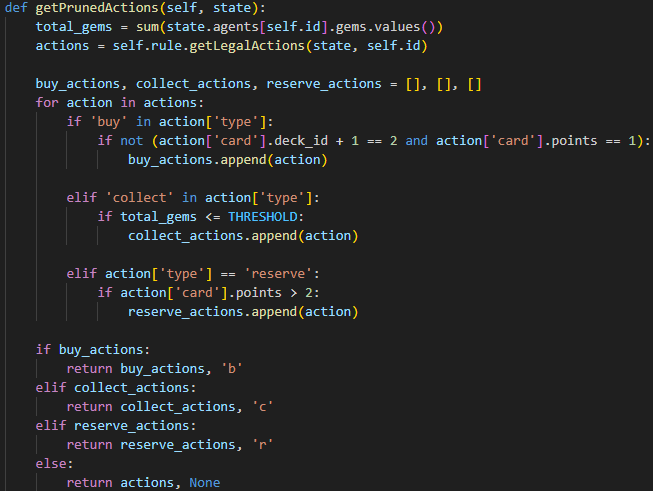 def getPrunedActions(self, state):
    total_gems = sum(state.agents[self.id].gems.values())
    actions = self.rule.getLegalActions(state, self.id)

    buy_actions, collect_actions, reserve_actions = [], [], []
    for action in actions:
        if 'buy' in action['type']:
            if not (action['card'].deck_id + 1 == 2 and action['card'].points == 1):
                buy_actions.append(action)

        elif 'collect' in action['type']:
            if total_gems <= THRESHOLD:
                collect_actions.append(action)

        elif action['type'] == 'reserve':
            if action['card'].points > 2:
                reserve_actions.append(action)

    if buy_actions:
        return buy_actions, 'b'
    elif collect_actions:
        return collect_actions, 'c'
    elif reserve_actions:
        return reserve_actions, 'r'
    else:
        return actions, None